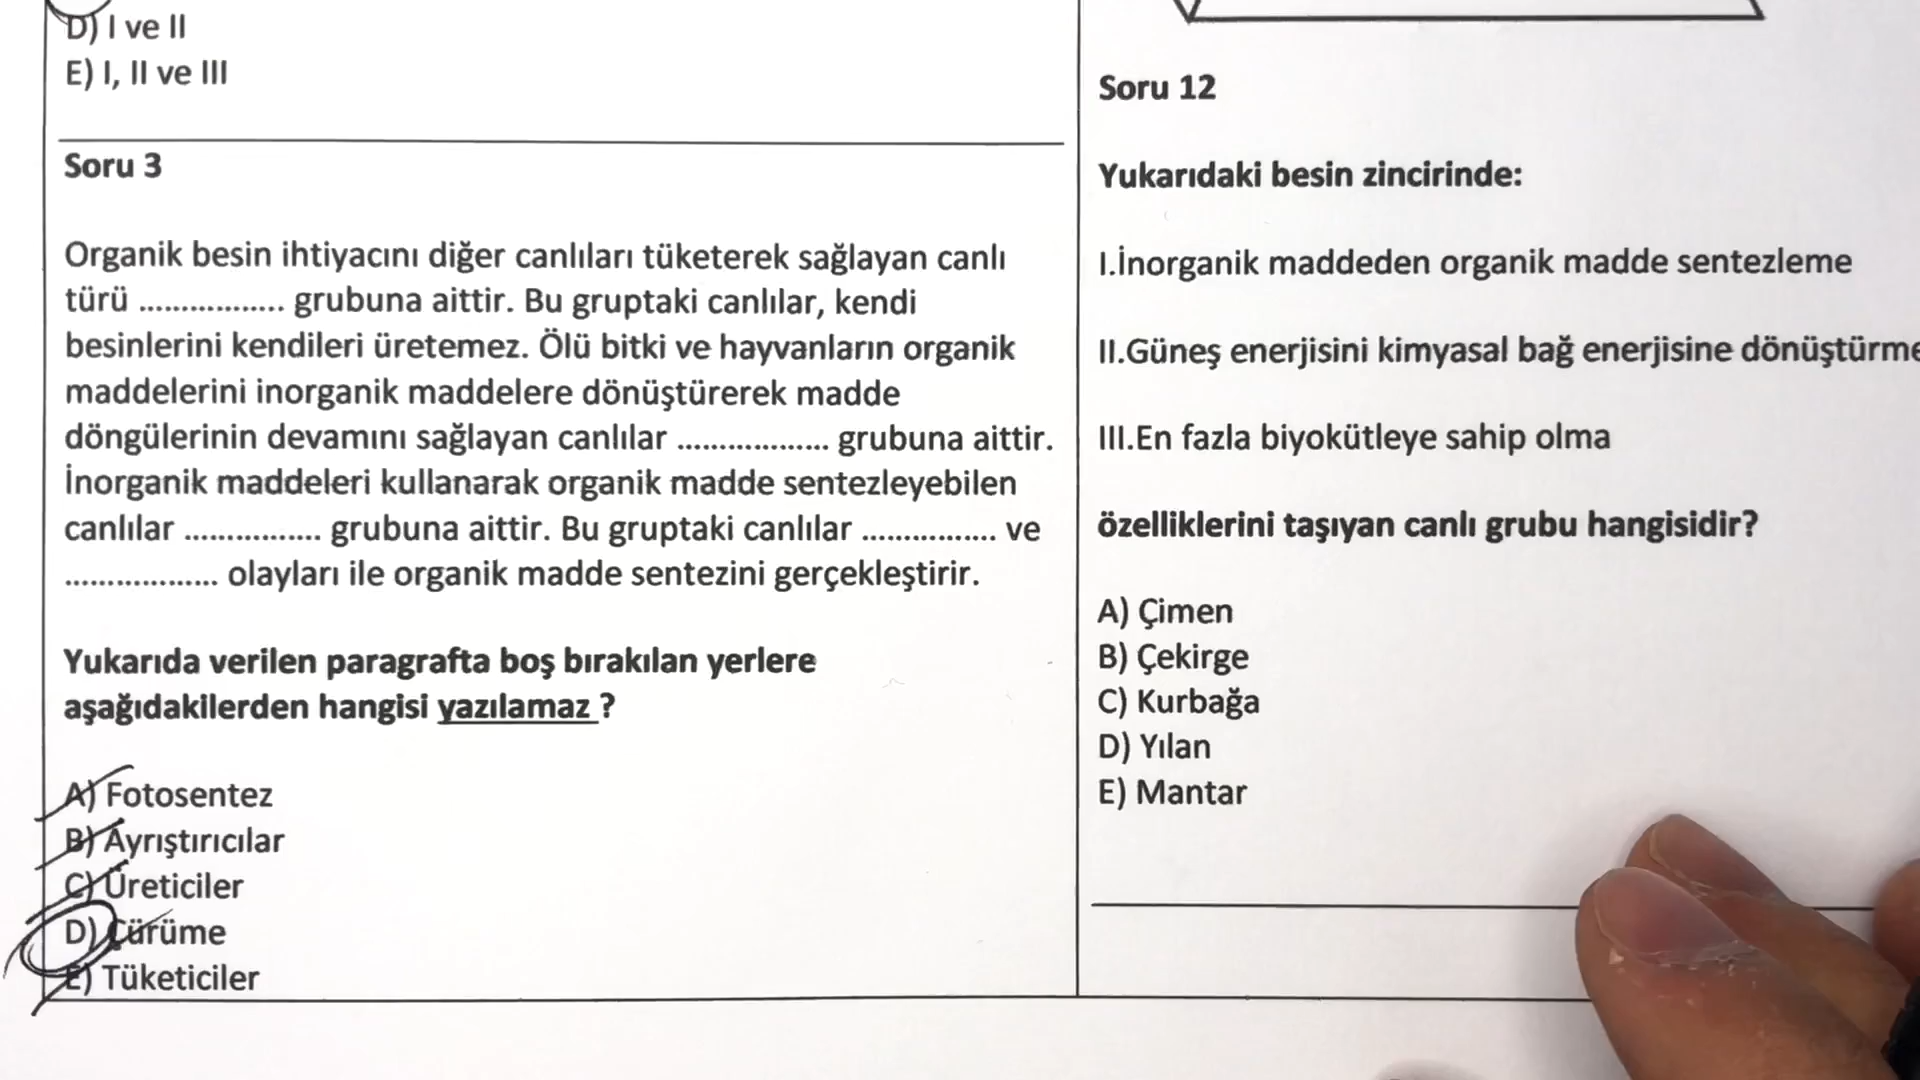 D) I ve II
E) I, II ve III
Soru 3
Organik besin ihtiyacını diğer canlıları tüketerek sağlayan canlı
türü ................. grubuna aittir. Bu gruptaki canlılar, kendi
besinlerini kendileri üretemez. Ölü bitki ve hayvanların organik
maddelerini inorganik maddelere dönüştürerek madde
döngülerinin devamını sağlayan canlılar .................. grubuna aittir.
İnorganik maddeleri kullanarak organik madde sentezleyebilen
canlılar ................ grubuna aittir. Bu gruptaki canlılar ................ ve
.................. olayları ile organik madde sentezini gerçekleştirir.
Yukarıda verilen paragrafta boş bırakılan yerlere
aşağıdakilerden hangisi yazılamaz ?
A) Fotosentez
B) Ayrıştırıcılar
C) Üreticiler
D) Çürüme
E) Tüketiciler
Soru 12
Yukarıdaki besin zincirinde:
I.İnorganik maddeden organik madde sentezleme
II.Güneş enerjisini kimyasal bağ enerjisine dönüştürme
III.En fazla biyokütleye sahip olma
özelliklerini taşıyan canlı grubu hangisidir?
A) Çimen
B) Çekirge
C) Kurbağa
D) Yılan
E) Mantar